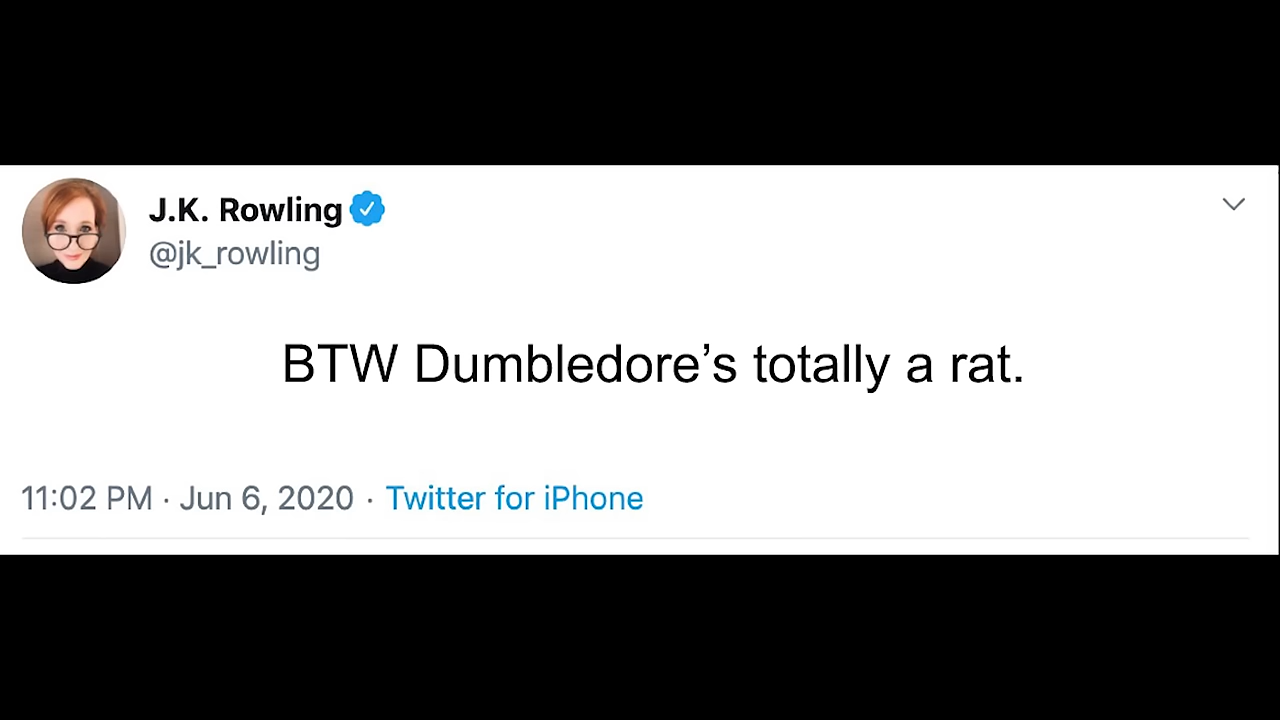 J.K. Rowling
@jk_rowling
BTW Dumbledore’s totally a rat.
11:02 PM · Jun 6, 2020 · Twitter for iPhone